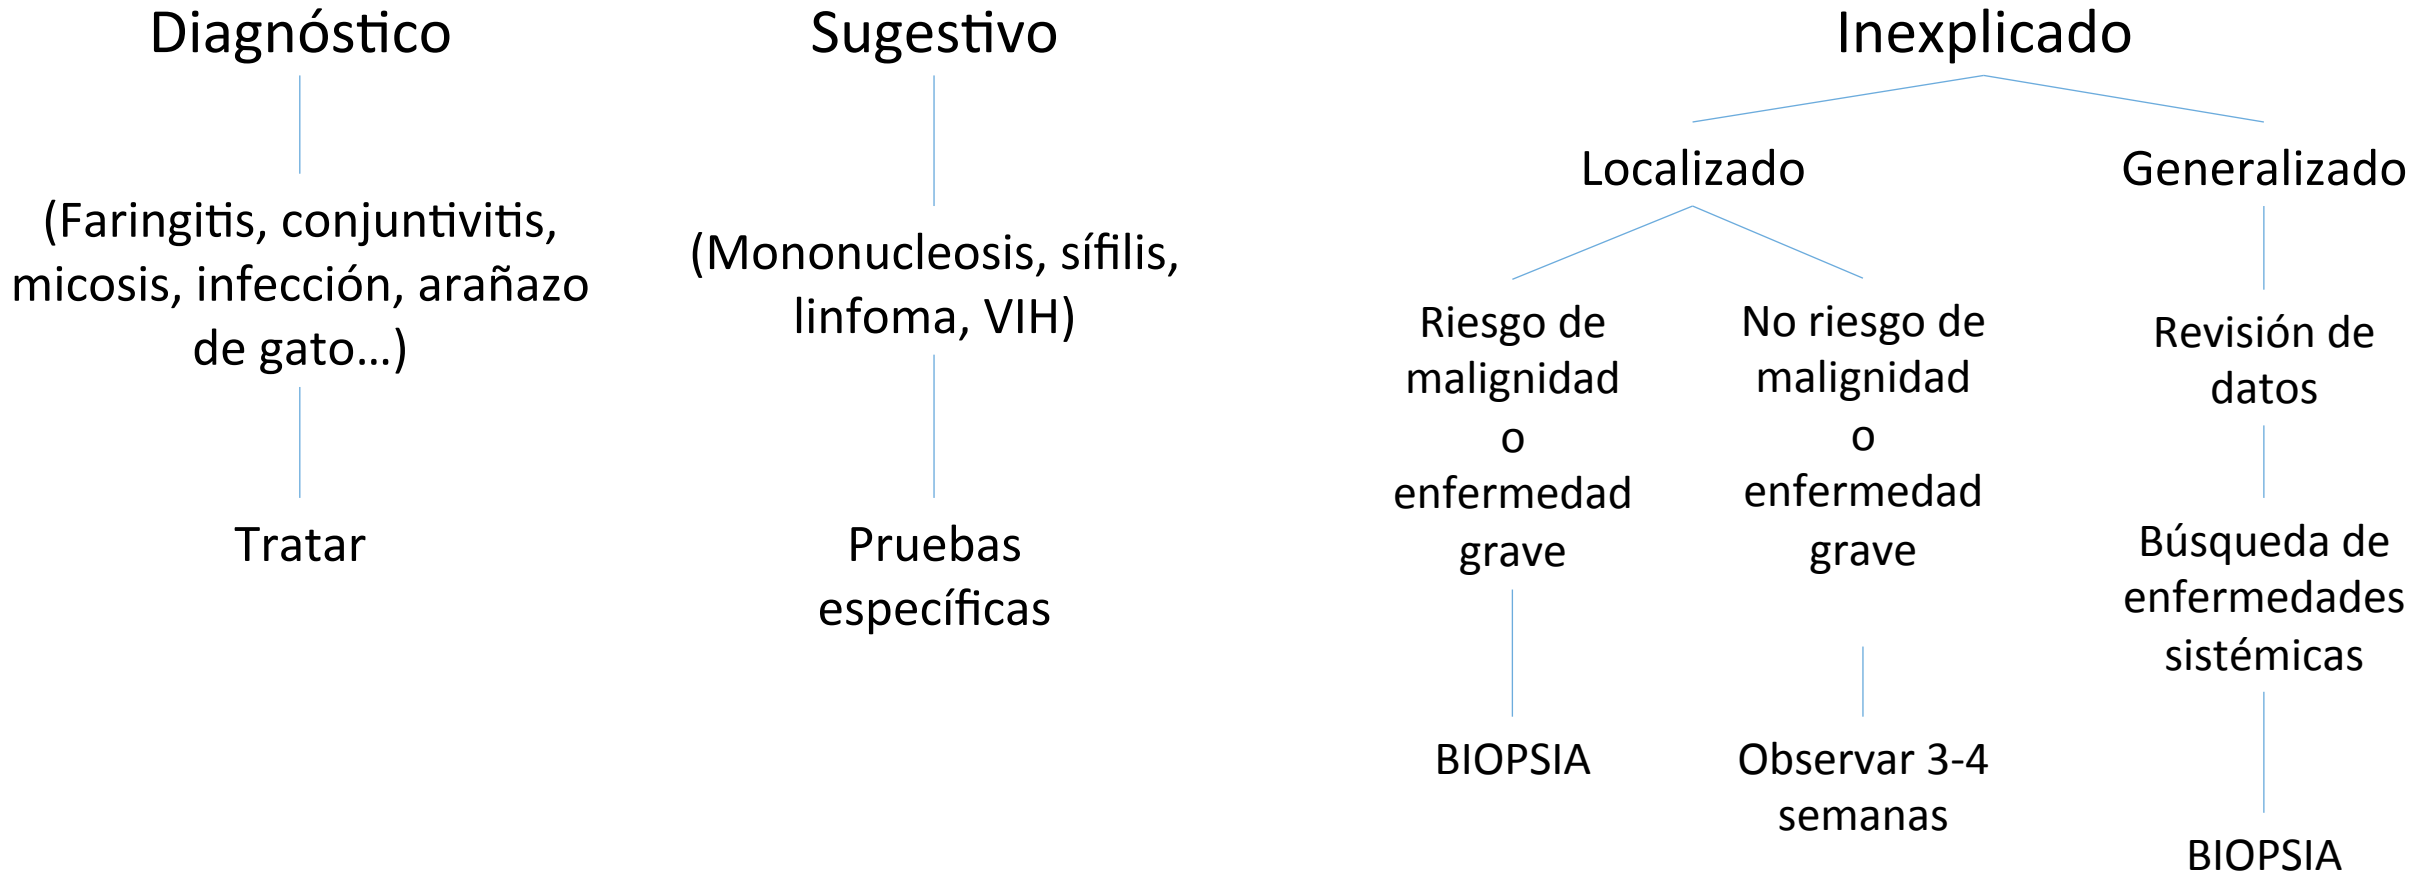 Diagnóstico
(Faringitis, conjuntivitis,
micosis, infección, arañazo
de gato...)
Tratar
Sugestivo
(Mononucleosis, sífilis,
linfoma, VIH)
Pruebas
específicas
Inexplicado
Localizado
Riesgo de
malignidad
o
enfermedad
grave
BIOPSIA
No riesgo de
malignidad
o
enfermedad
grave
Observar 3-4
semanas
Generalizado
Revisión de
datos
Búsqueda de
enfermedades
sistémicas
BIOPSIA